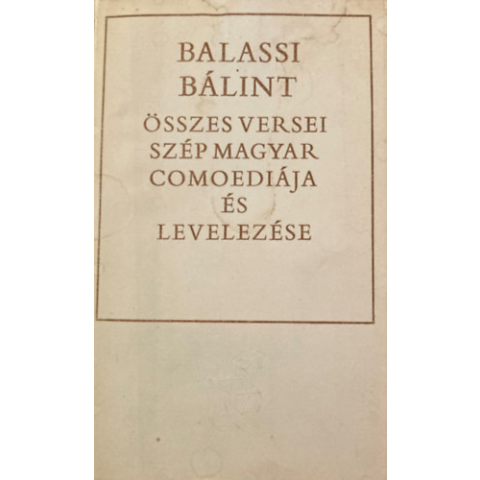 BALASSI
BÁLINT
ÖSSZES VERSEI
SZÉP MAGYAR
COMOEDIÁJA
ÉS
LEVELEZÉSE